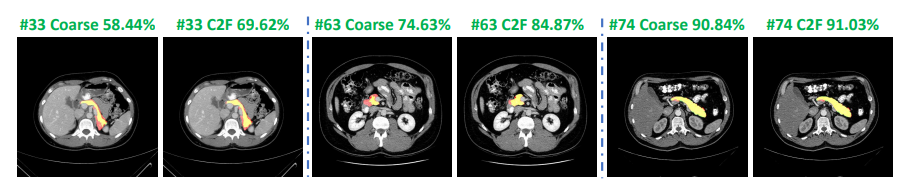 #33 Coarse 58.44% #33 C2F 69.62% #63 Coarse 74.63% #63 C2F 84.87% #74 Coarse 90.84% #74 C2F 91.03%